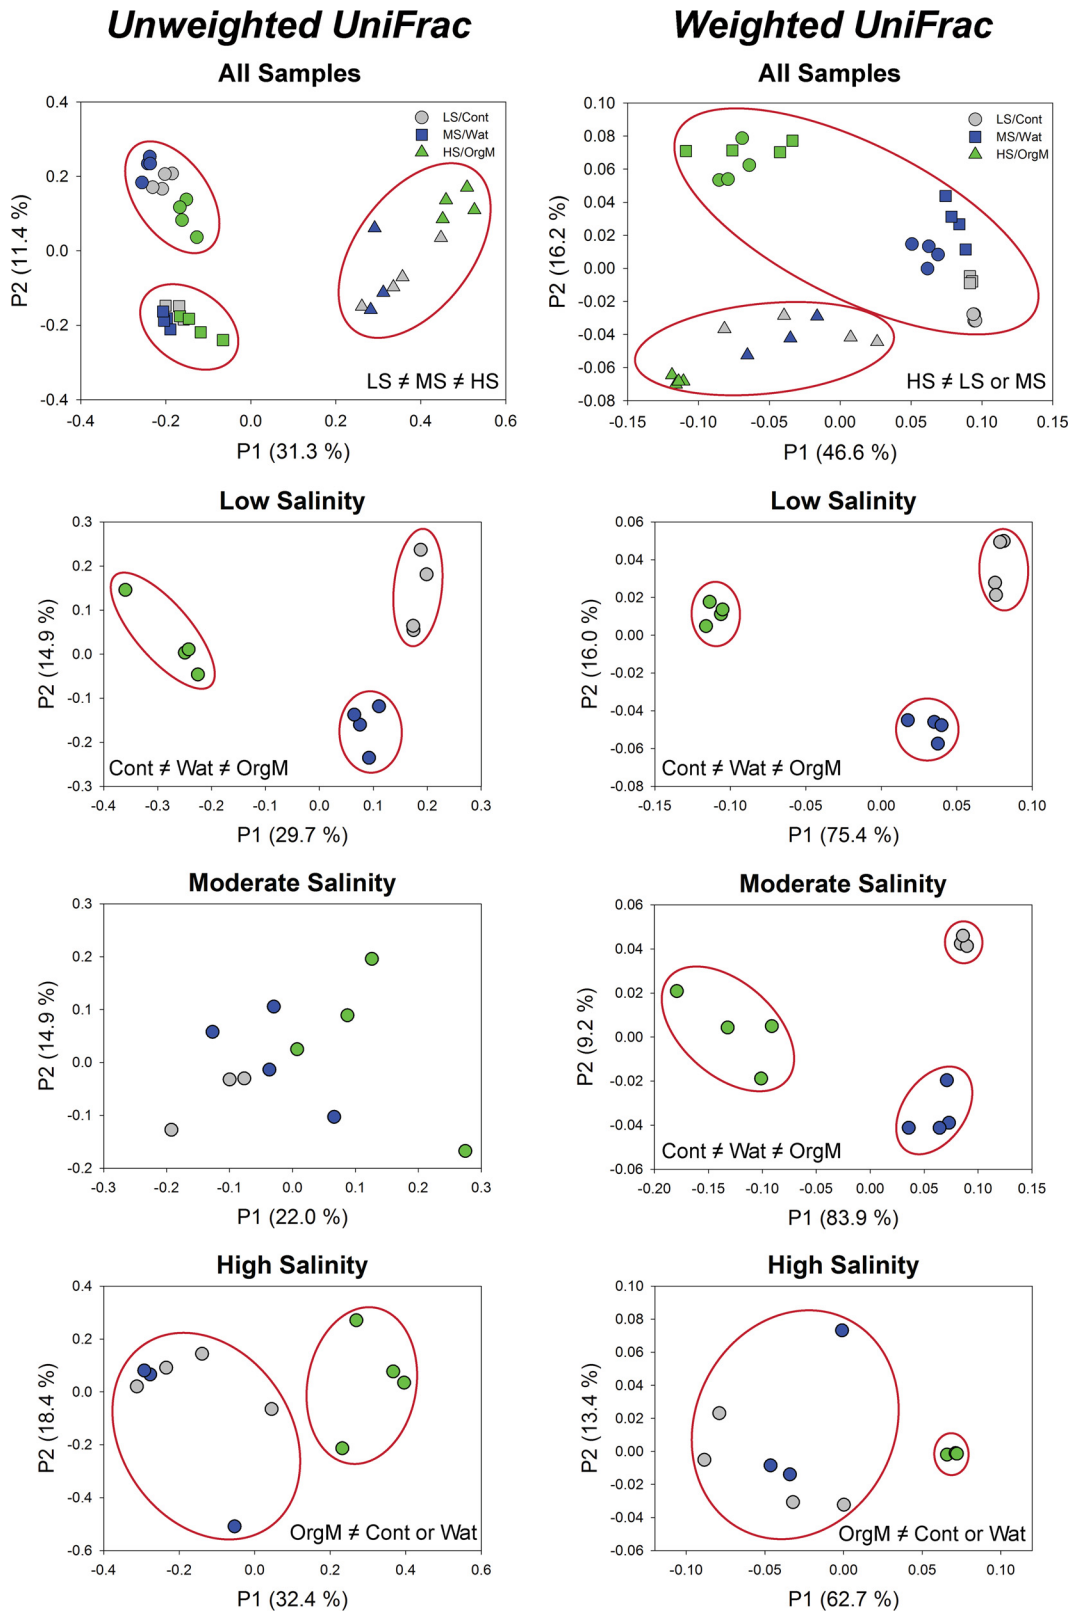 Unweighted UniFrac
Weighted UniFrac
All Samples
0.4
0.2
0.0
-0.2
-0.4
P2 (11.4 %)
LS/Cont
MS/Wat
HS/OrgM
LS ≠ MS ≠ HS
-0.4
-0.2
0.0
0.2
0.4
0.6
P1 (31.3 %)
All Samples
0.10
0.08
0.06
0.04
0.02
0.00
-0.02
-0.04
-0.06
-0.08
P2 (16.2 %)
LS/Cont
MS/Wat
HS/OrgM
HS ≠ LS or MS
-0.15
-0.10
-0.05
0.00
0.05
0.10
0.15
P1 (46.6 %)
Low Salinity
0.3
0.2
0.1
0.0
-0.1
-0.2
-0.3
P2 (14.9 %)
Cont ≠ Wat ≠ OrgM
-0.4
-0.3
-0.2
-0.1
0.0
0.1
0.2
0.3
P1 (29.7 %)
Low Salinity
0.06
0.04
0.02
0.00
-0.02
-0.04
-0.06
-0.08
P2 (16.0 %)
Cont ≠ Wat ≠ OrgM
-0.15
-0.10
-0.05
0.00
0.05
0.10
P1 (75.4 %)
Moderate Salinity
0.3
0.2
0.1
0.0
-0.1
-0.2
P2 (14.9 %)
-0.3
-0.2
-0.1
0.0
0.1
0.2
0.3
P1 (22.0 %)
Moderate Salinity
0.06
0.04
0.02
0.00
-0.02
-0.04
-0.06
P2 (9.2 %)
Cont ≠ Wat ≠ OrgM
-0.20
-0.15
-0.10
-0.05
0.00
0.05
0.10
0.15
P1 (83.9 %)
High Salinity
0.4
0.2
0.0
-0.2
-0.4
-0.6
P2 (18.4 %)
OrgM ≠ Cont or Wat
-0.4
-0.2
0.0
0.2
0.4
0.6
P1 (32.4 %)
High Salinity
0.10
0.08
0.06
0.04
0.02
0.00
-0.02
-0.04
-0.06
P2 (13.4 %)
OrgM ≠ Cont or Wat
-0.10
-0.05
0.00
0.05
0.10
P1 (62.7 %)